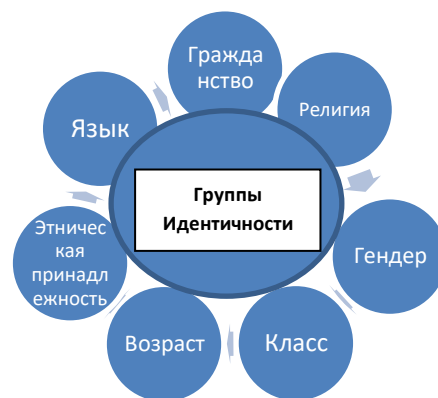 Гражда
нство
Религия
Гендер
Класс
Возраст
Этничес
кая
принадл
ежность
Язык
Группы
Идентичности